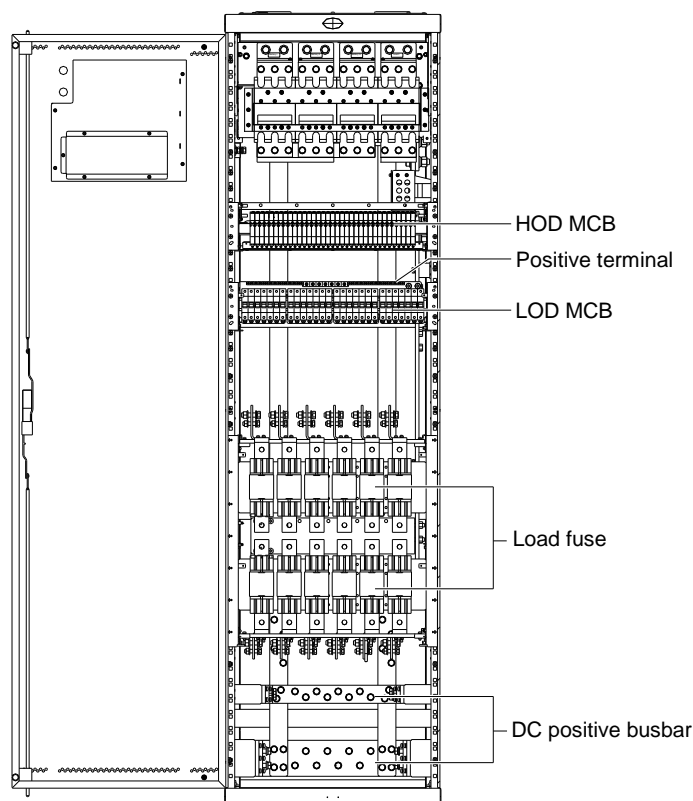 HOD MCB
Positive terminal
LOD MCB
Load fuse
DC positive busbar